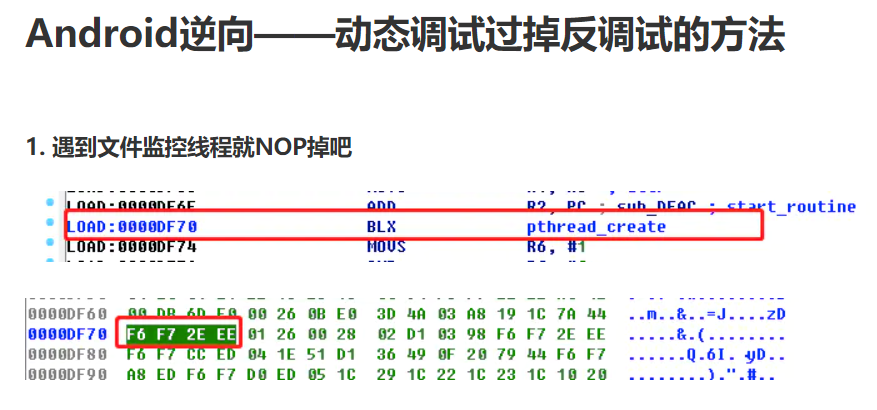 Android逆向——动态调试过掉反调试的方法
1. 遇到文件监控线程就NOP掉吧
LOAD:0000DF6E ADD R2, PC ; sub_DEAC ; start_routine
LOAD:0000DF70 BLX pthread_create
LOAD:0000DF74 MOVS R6, #1
0000DF60 00 DB 6D E0 00 26 0B E0 3D 4A 03 A8 19 1C 7A 44 ..m..&..=J....zD
0000DF70 F6 F7 2E EE 01 26 00 28 02 D1 03 98 F6 F7 2E EE .....&.(........
0000DF80 F6 F7 CC ED 04 1E 51 D1 36 49 0F 20 79 44 F6 F7 ......Q.6I. yD..
0000DF90 A8 ED F6 F7 D0 ED 05 1C 29 1C 22 1C 23 1C 10 20 ........).".#..